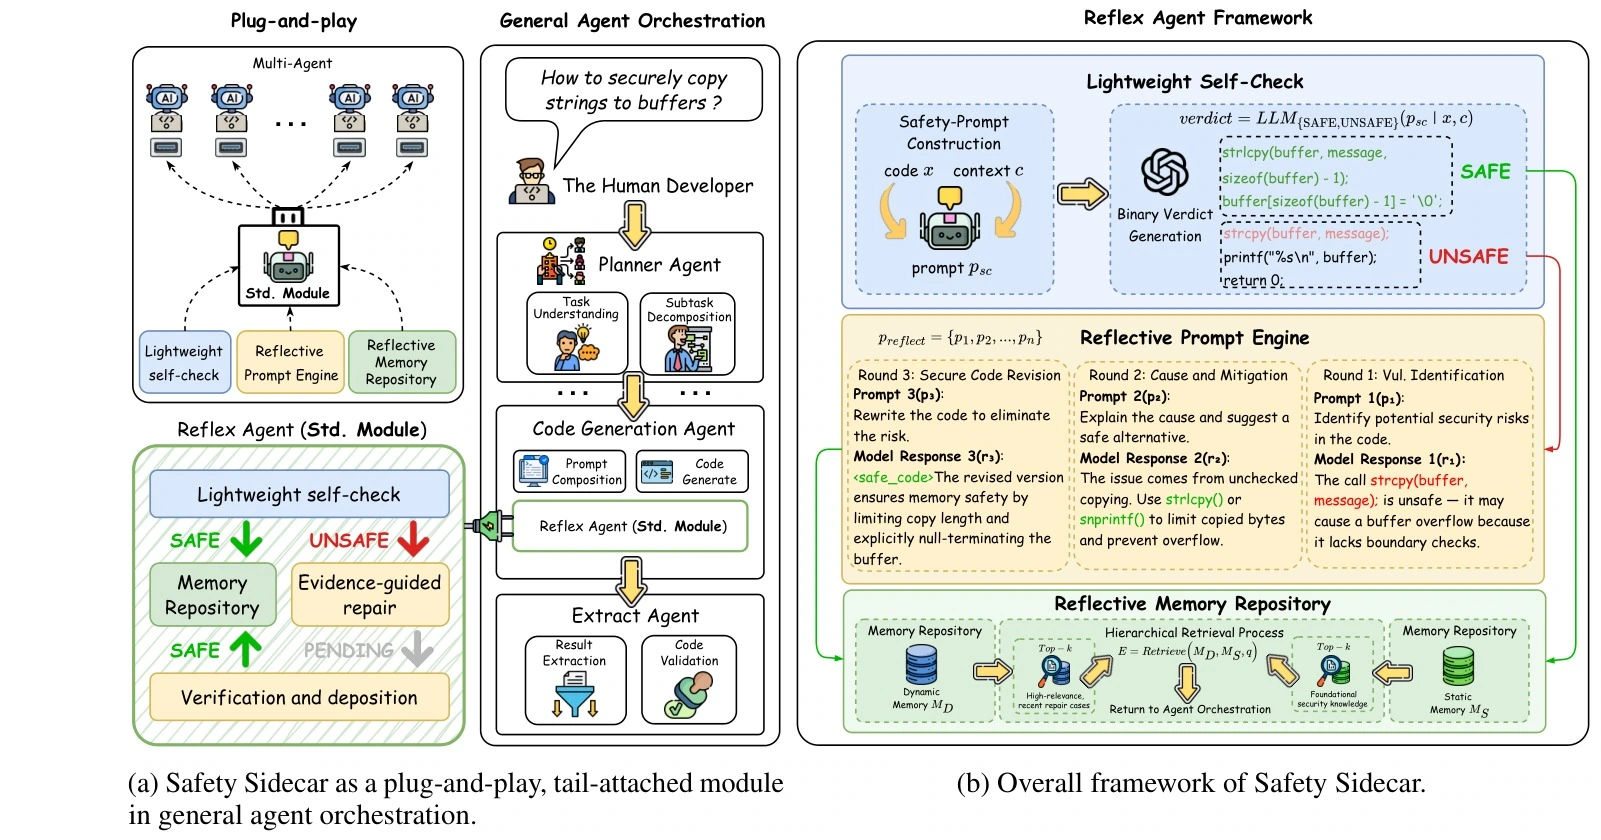 Plug-and-play
Multi-Agent
AI
AI
...
AI
AI
Std. Module
Lightweight
self-check
Reflective
Prompt Engine
Reflective
Memory
Repository
Reflex Agent (Std. Module)
Lightweight self-check
SAFE
UNSAFE
Memory
Repository
Evidence-guided
repair
SAFE
PENDING
Verification and deposition
General Agent Orchestration
How to securely copy
strings to buffers ?
The Human Developer
Planner Agent
Task
Understanding
Subtask
Decomposition
... ...
Code Generation Agent
Prompt
Composition
Code
Generate
Reflex Agent (Std. Module)
Extract Agent
Result
Extraction
Code
Validation
(a) Safety Sidecar as a plug-and-play, tail-attached module
in general agent orchestration.
Reflex Agent Framework
Lightweight Self-Check
Safety-Prompt
Construction
code x context c
prompt p_sc
verdict = LLM_{SAFE,UNSAFE}(p_sc | x, c)
Binary Verdict
Generation
strlcpy(buffer, message,
sizeof(buffer) - 1);
buffer[sizeof(buffer) - 1] = '\0';
SAFE
strcpy(buffer, message);
printf("%s\n", buffer);
return 0;
UNSAFE
p_reflect = {p_1, p_2, ..., p_n}
Reflective Prompt Engine
Round 3: Secure Code Revision
Prompt 3(p₃):
Rewrite the code to eliminate
the risk.
Model Response 3(r₃):
<safe_code>The revised version
ensures memory safety by
limiting copy length and
explicitly null-terminating the
buffer.
Round 2: Cause and Mitigation
Prompt 2(p₂):
Explain the cause and suggest a
safe alternative.
Model Response 2(r₂):
The issue comes from unchecked
copying. Use strlcpy() or
snprintf() to limit copied bytes
and prevent overflow.
Round 1: Vul. Identification
Prompt 1(p₁):
Identify potential security risks
in the code.
Model Response 1(r₁):
The call strcpy(buffer,
message); is unsafe — it may
cause a buffer overflow because
it lacks boundary checks.
Reflective Memory Repository
Memory Repository
Dynamic
Memory M_D
Hierarchical Retrieval Process
E = Retrieve(M_D, M_S, q)
Top − k
High-relevance,
recent repair cases
Return to Agent Orchestration
Top − k
Foundational
security knowledge
Memory Repository
Static
Memory M_S
(b) Overall framework of Safety Sidecar.